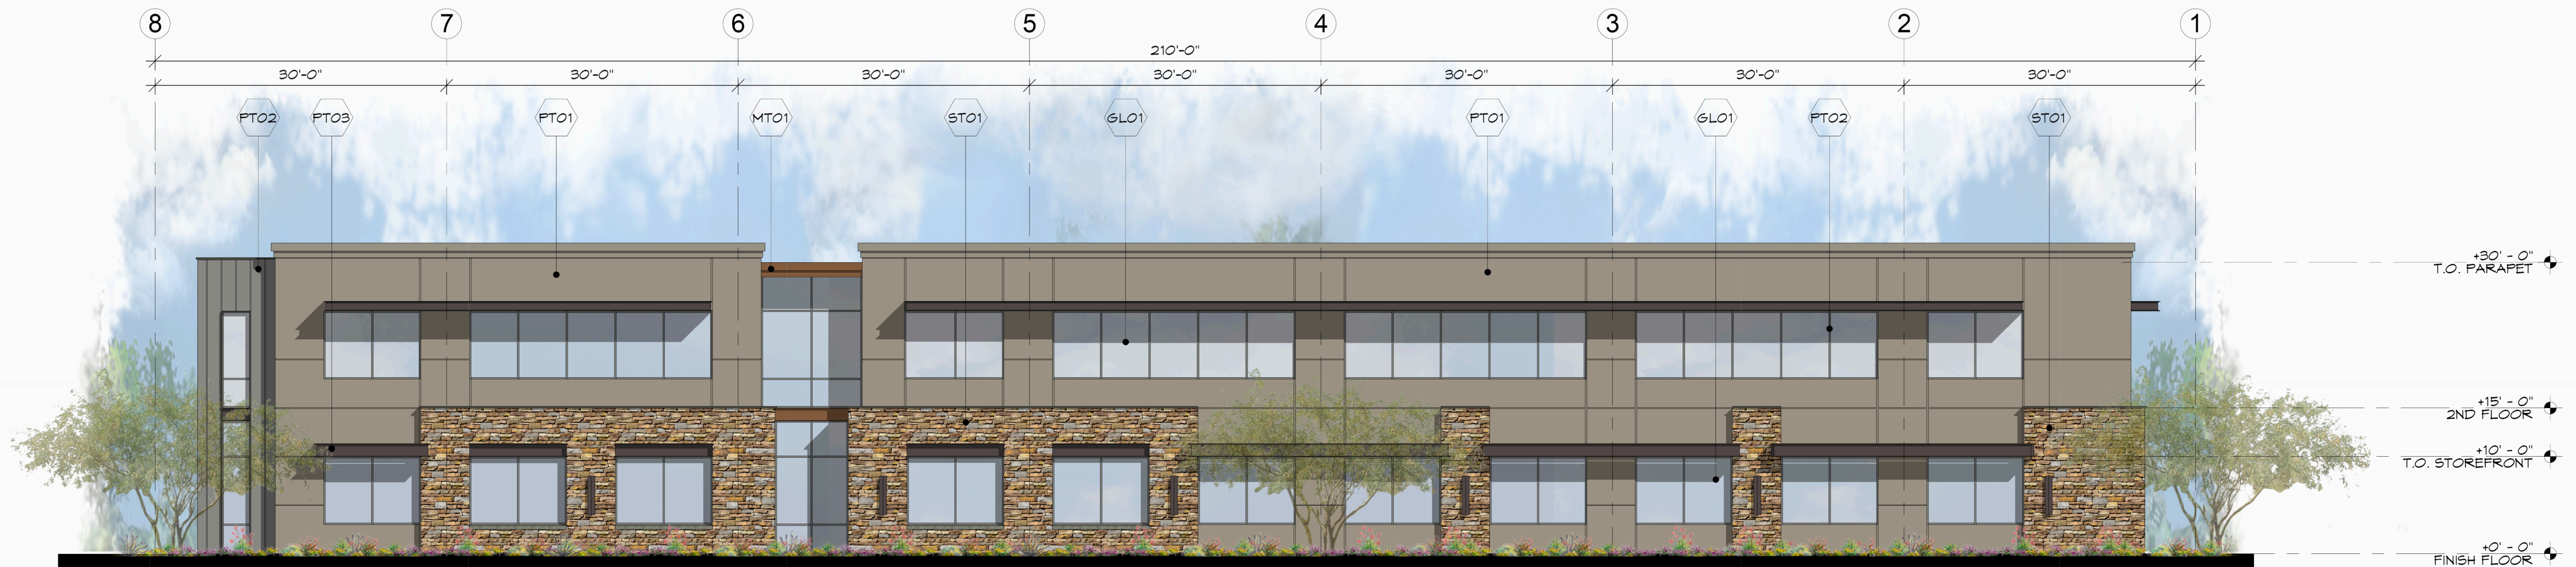 8 7 6 5 4 3 2 1
210'-0"
30'-0" 30'-0" 30'-0" 30'-0" 30'-0" 30'-0" 30'-0"
PT02 PT03 PT01 MT01 ST01 GL01 PT01 GL01 PT02 ST01
+30' - 0"
T.O. PARAPET
+15' - 0"
2ND FLOOR
+10' - 0"
T.O. STOREFRONT
+0' - 0"
FINISH FLOOR